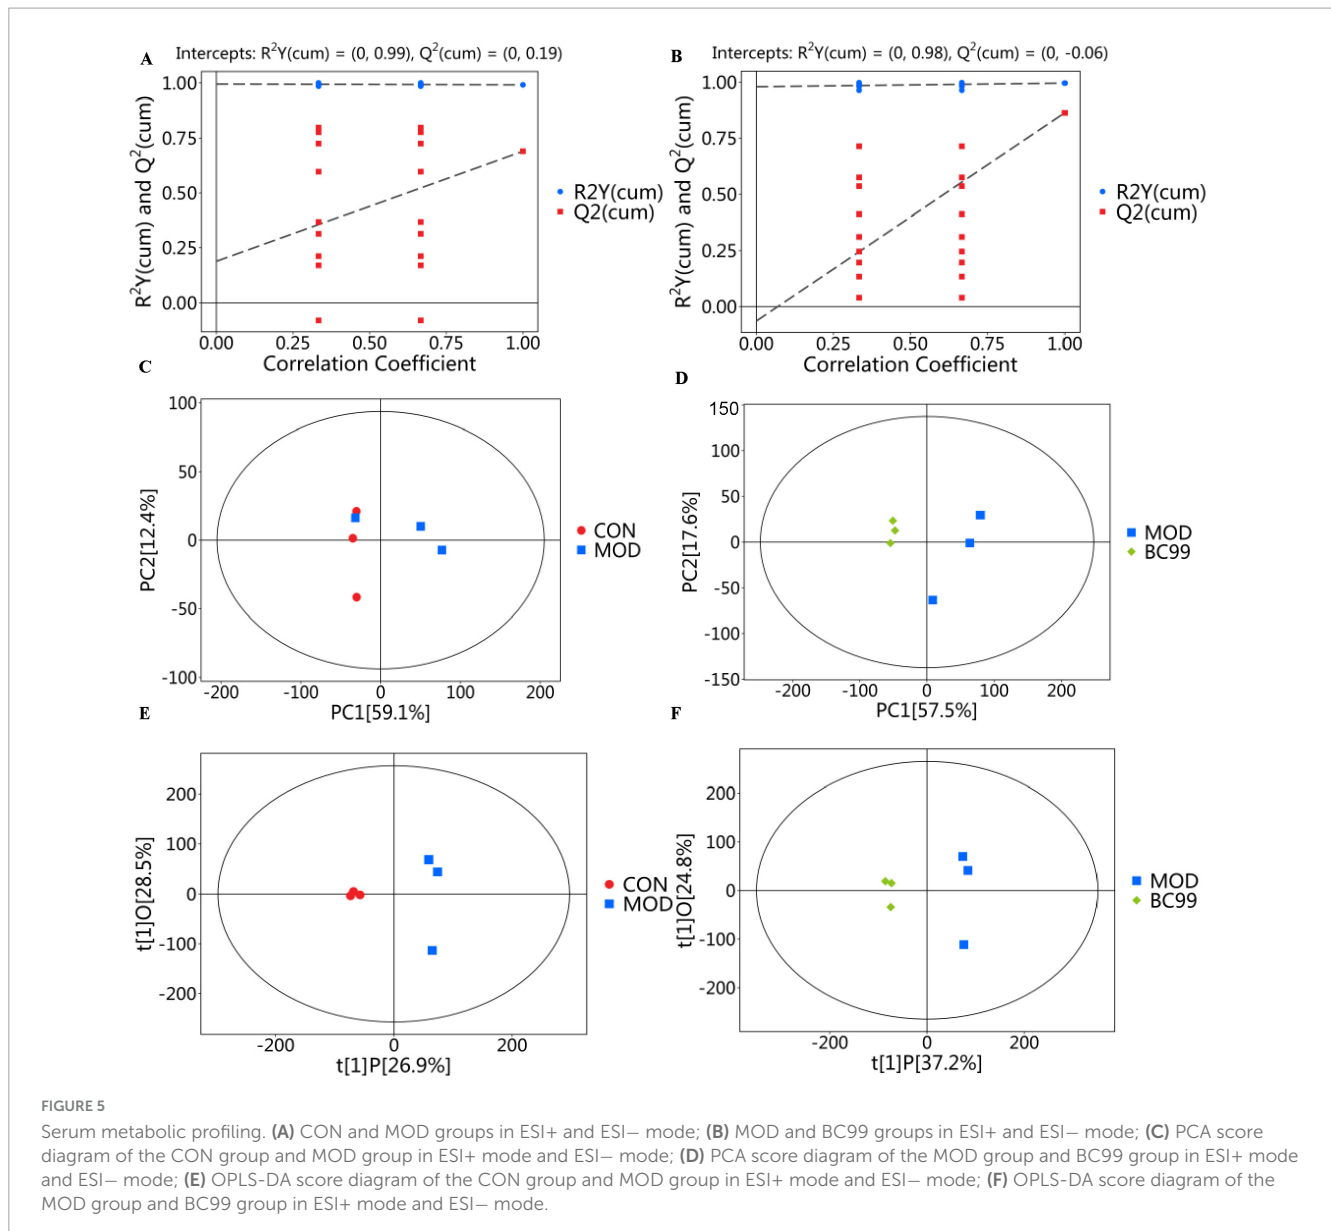 A
Intercepts: R²Y(cum) = (0, 0.99), Q²(cum) = (0, 0.19)
R²Y(cum) and Q²(cum)
1.00
0.75
0.50
0.25
0.00
0.00 0.25 0.50 0.75 1.00
Correlation Coefficient
R2Y(cum)
Q2(cum)
B
Intercepts: R²Y(cum) = (0, 0.98), Q²(cum) = (0, -0.06)
R²Y(cum) and Q²(cum)
1.00
0.75
0.50
0.25
0.00
0.00 0.25 0.50 0.75 1.00
Correlation Coefficient
R2Y(cum)
Q2(cum)
C
PC2[12.4%]
100
50
0
-50
-100
-200 -100 0 100 200
PC1[59.1%]
CON
MOD
D
PC2[17.6%]
150
100
50
0
-50
-100
-150
-200 -100 0 100 200
PC1[57.5%]
MOD
BC99
E
t[1]O[28.5%]
200
100
0
-100
-200
-200 0 200
t[1]P[26.9%]
CON
MOD
F
t[1]O[24.8%]
200
100
0
-100
-200
-200 0 200
t[1]P[37.2%]
MOD
BC99
FIGURE 5
Serum metabolic profiling. (A) CON and MOD groups in ESI+ and ESI− mode; (B) MOD and BC99 groups in ESI+ and ESI− mode; (C) PCA score
diagram of the CON group and MOD group in ESI+ mode and ESI− mode; (D) PCA score diagram of the MOD group and BC99 group in ESI+ mode
and ESI− mode; (E) OPLS-DA score diagram of the CON group and MOD group in ESI+ mode and ESI− mode; (F) OPLS-DA score diagram of the
MOD group and BC99 group in ESI+ mode and ESI− mode.